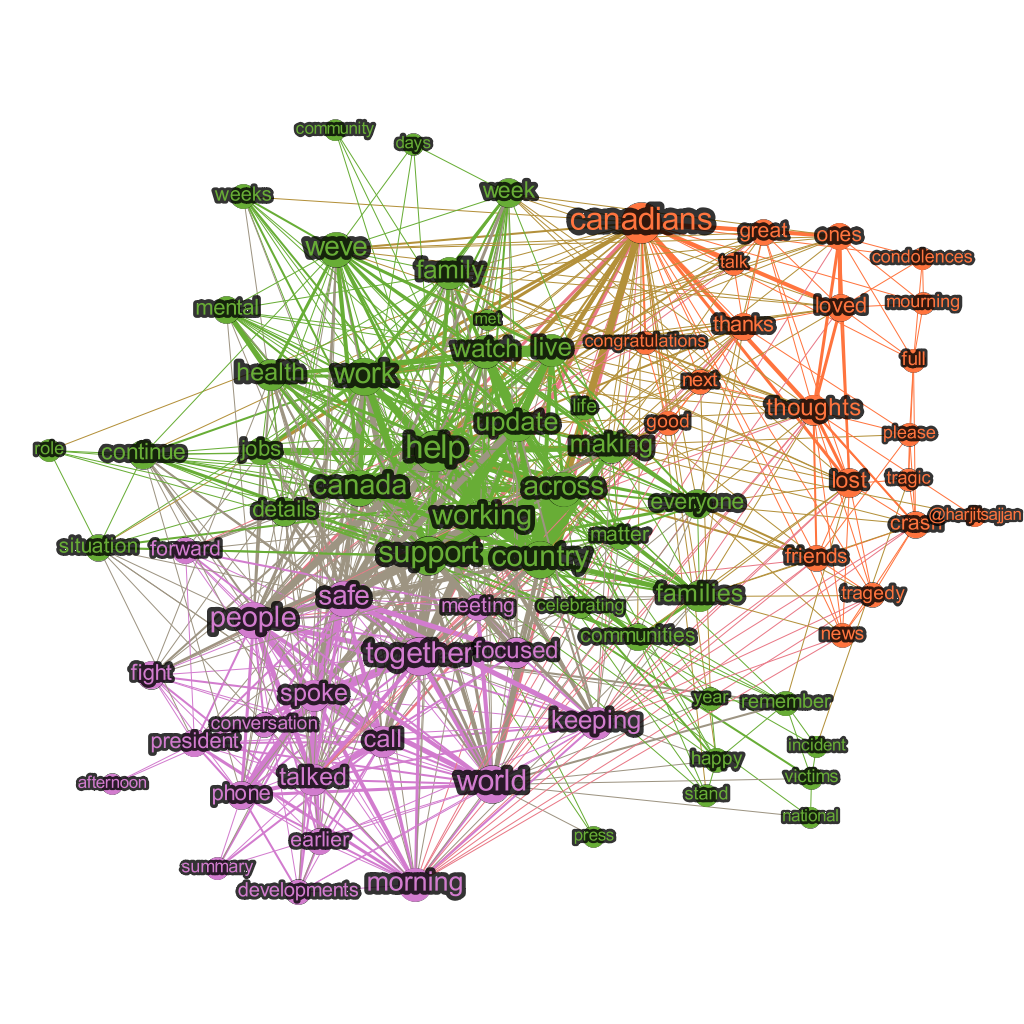 community
days
weeks
week
canadians
great
ones
weve
talk
condolences
family
mental
met
loved
mourning
thanks
congratulations
watch
live
full
health
work
next
life
thoughts
good
update
please
help
making
role
continue
jobs
tragic
lost
canada
across
everyone
details
working
@harjitsajjan
crash
matter
situation
forward
support
country
friends
safe
families
tragedy
meeting
celebrating
people
communities
news
together
focused
fight
spoke
year
remember
conversation
keeping
president
call
incident
happy
talked
world
victims
afternoon
phone
stand
national
press
earlier
summary
morning
developments